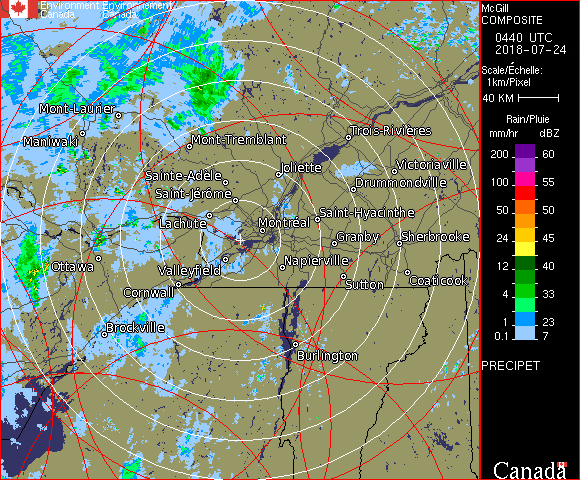 Environment Environnement
Canada Canada
McGill
COMPOSITE
0440 UTC
2018-07-24
Scale/Échelle:
1km/Pixel
40 KM
Rain/Pluie
mm/hr dBZ
200 60
100 55
50 50
24 45
12 40
4 33
1 23
0.1 7
PRECIPET
Canada
Mont-Laurier
Maniwaki
Mont-Tremblant
Trois-Rivières
Victoriaville
Joliette
Sainte-Adèle
Drummondville
Saint-Jérôme
Lachute
Saint-Hyacinthe
Montréal
Granby
Sherbrooke
Ottawa
Valleyfield
Napierville
Cornwall
Sutton
Coaticook
Brockville
Burlington